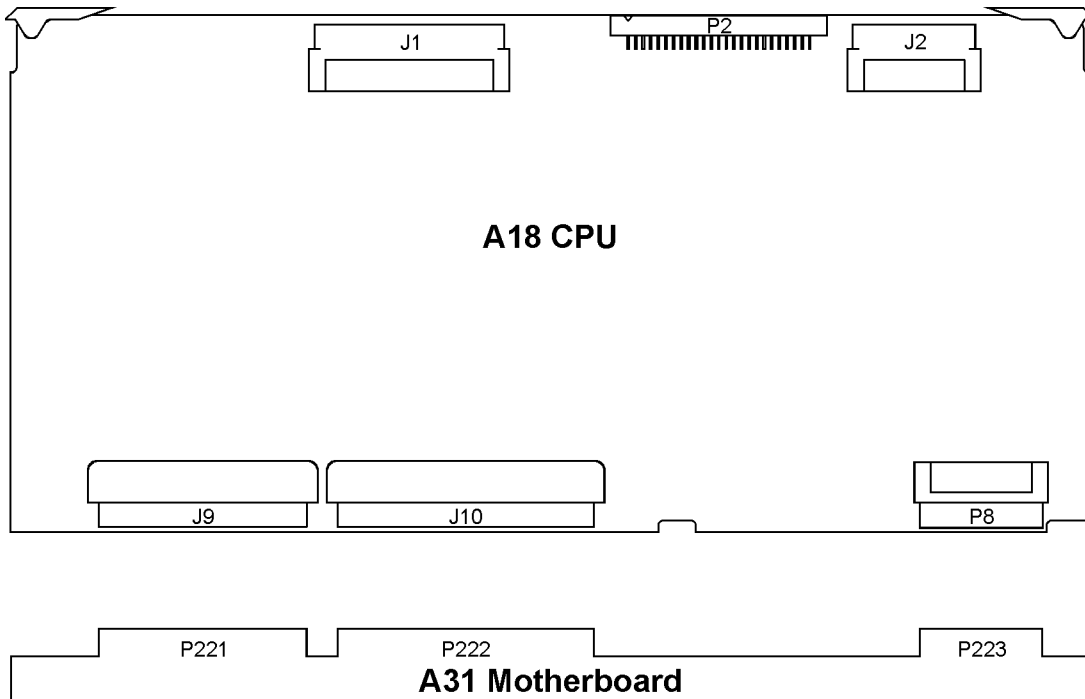 J1
P2
J2
A18 CPU
J9
J10
P8
P221
P222
P223
A31 Motherboard